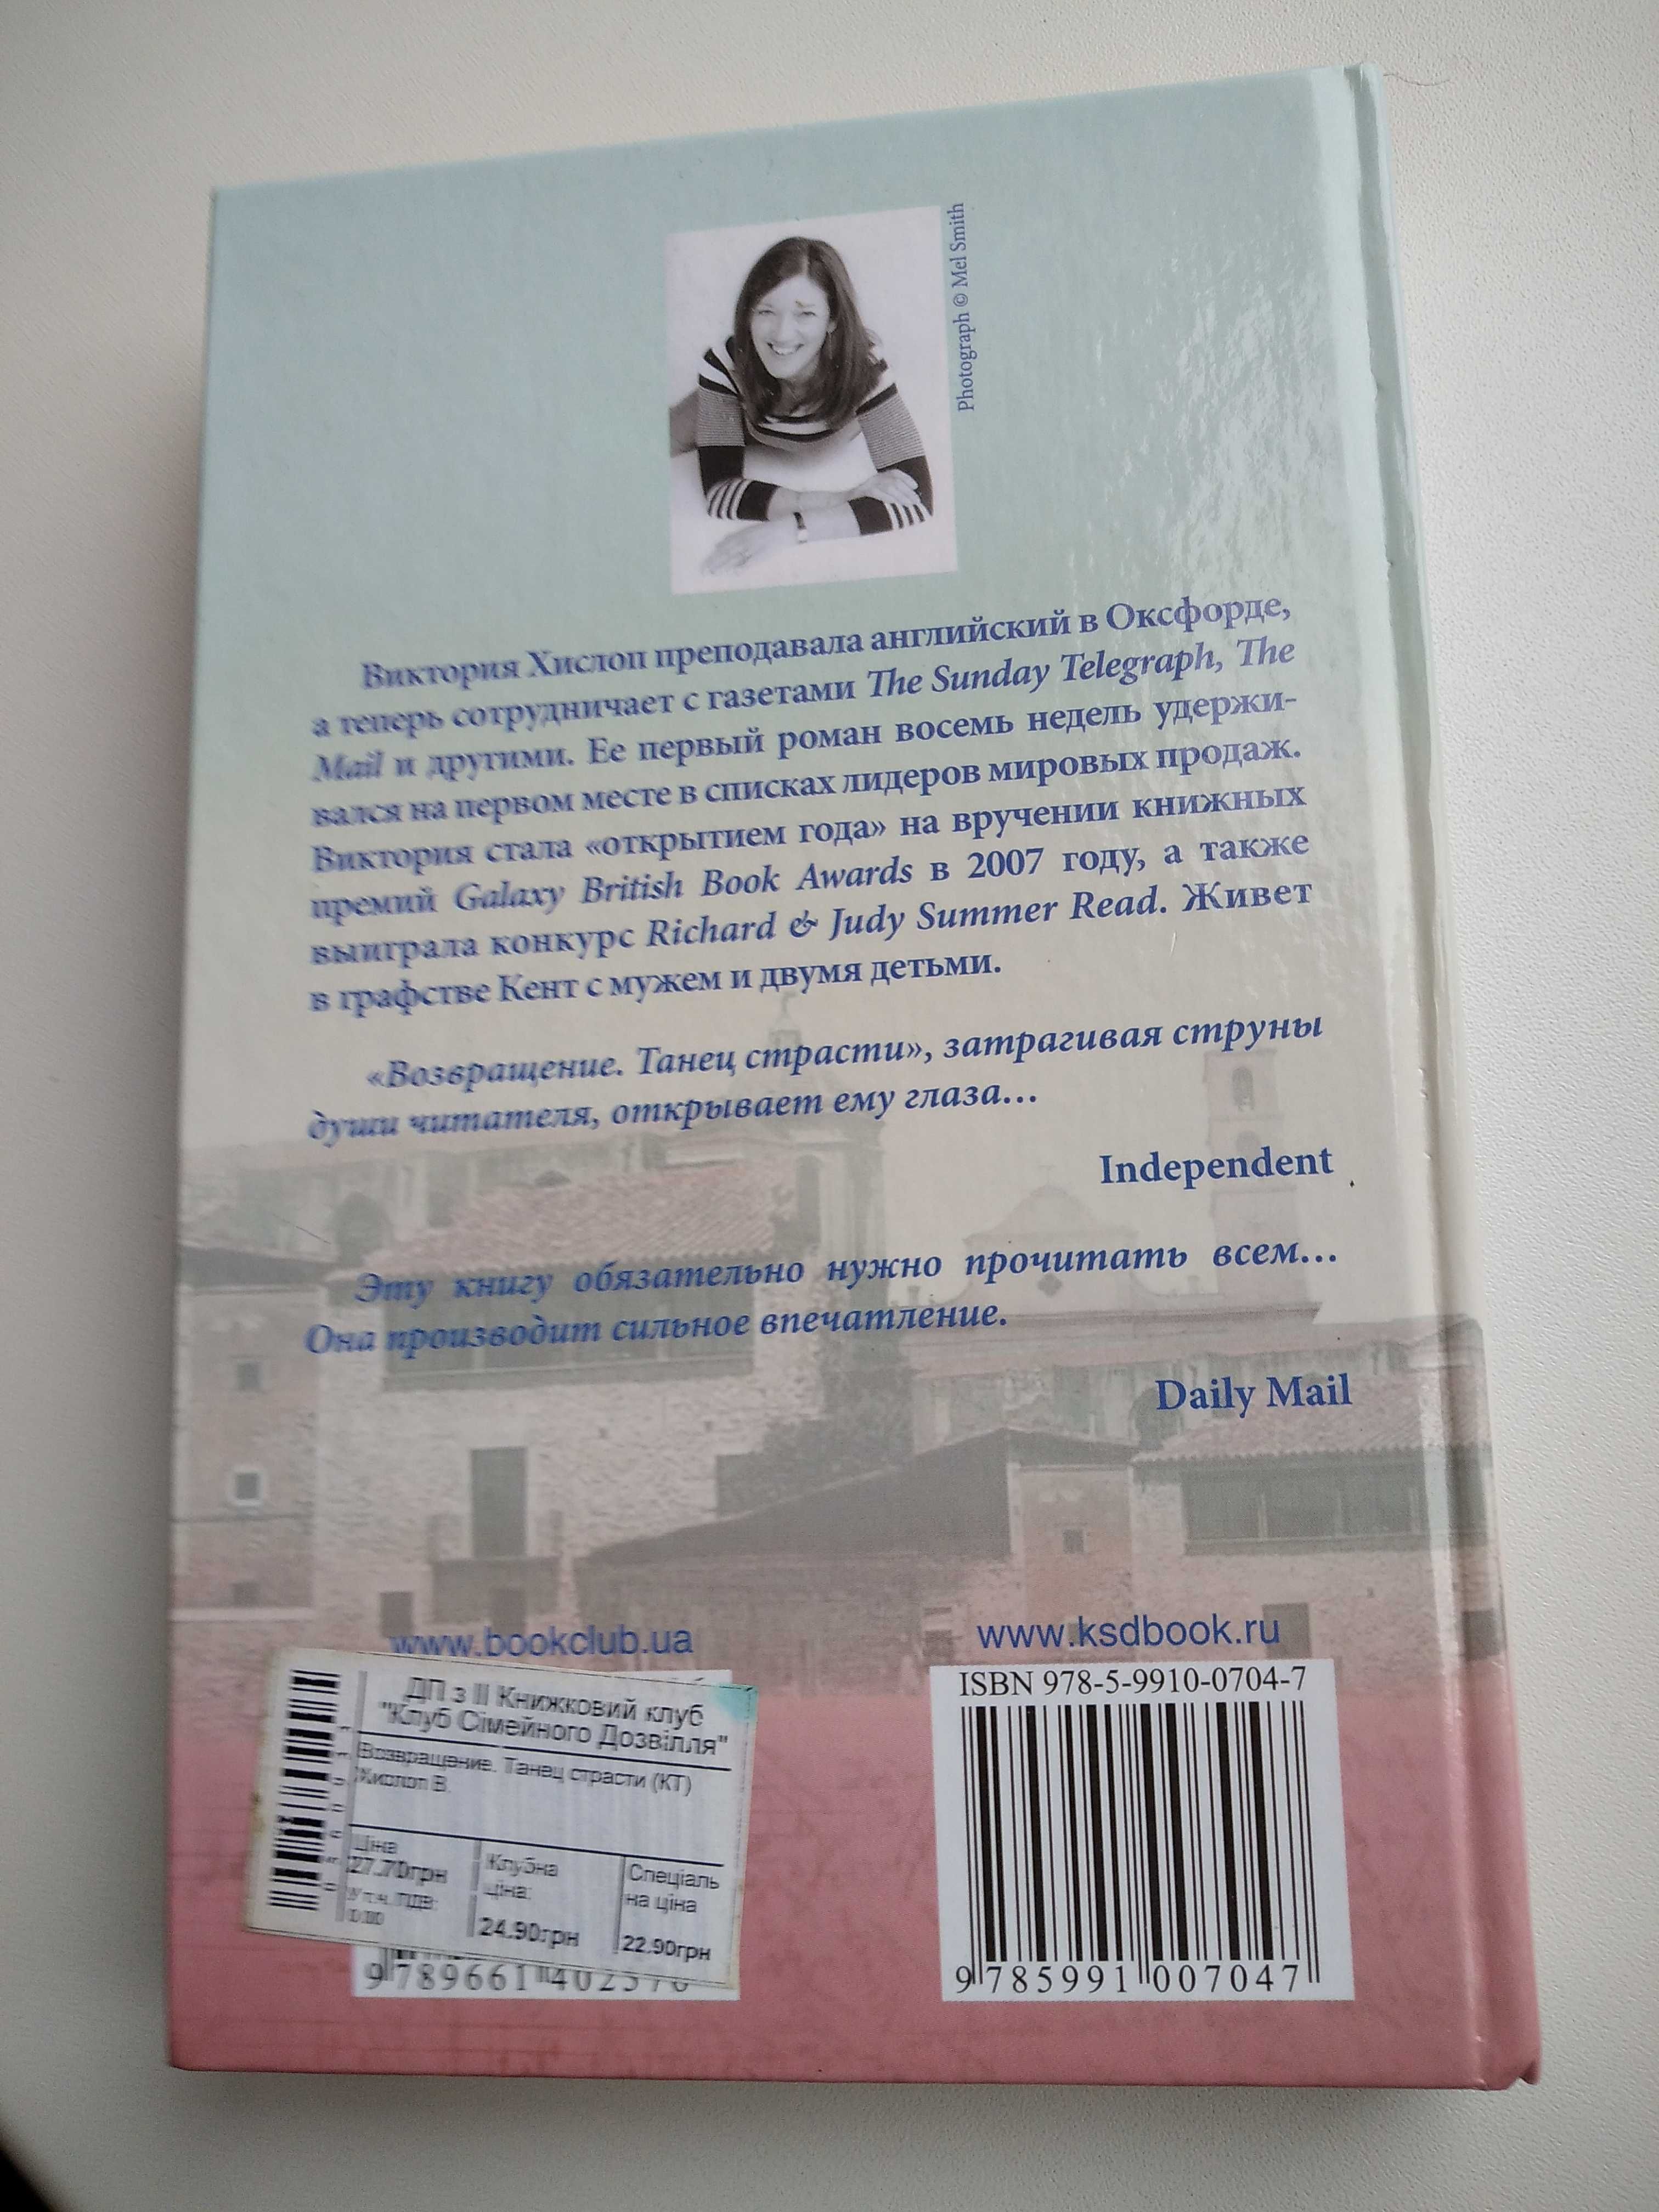 Photograph © Mel Smith
Виктория Хислоп преподавала английский в Оксфорде,
а теперь сотрудничает с газетами The Sunday Telegraph, The
Mail и другими. Ее первый роман восемь недель удержи-
вался на первом месте в списках лидеров мировых продаж.
Виктория стала «открытием года» на вручении книжных
премий Galaxy British Book Awards в 2007 году, а также
выиграла конкурс Richard & Judy Summer Read. Живет
в графстве Кент с мужем и двумя детьми.
«Возвращение. Танец страсти», затрагивая струны
души читателя, открывает ему глаза...
Independent
Эту книгу обязательно нужно прочитать всем...
Она производит сильное впечатление.
Daily Mail
www.bookclub.ua
ДП з ІІ Книжковий клуб
"Клуб Сімейного Дозвілля"
Возвращение. Танец страсти (КТ)
Хислоп В.
Ціна
27.70грн
У т.ч. ПДВ:
Клубна
ціна:
24.90грн
Спеціаль
на ціна
22.90грн
9 789661
www.ksdbook.ru
ISBN 978-5-9910-0704-7
9 785991 007047